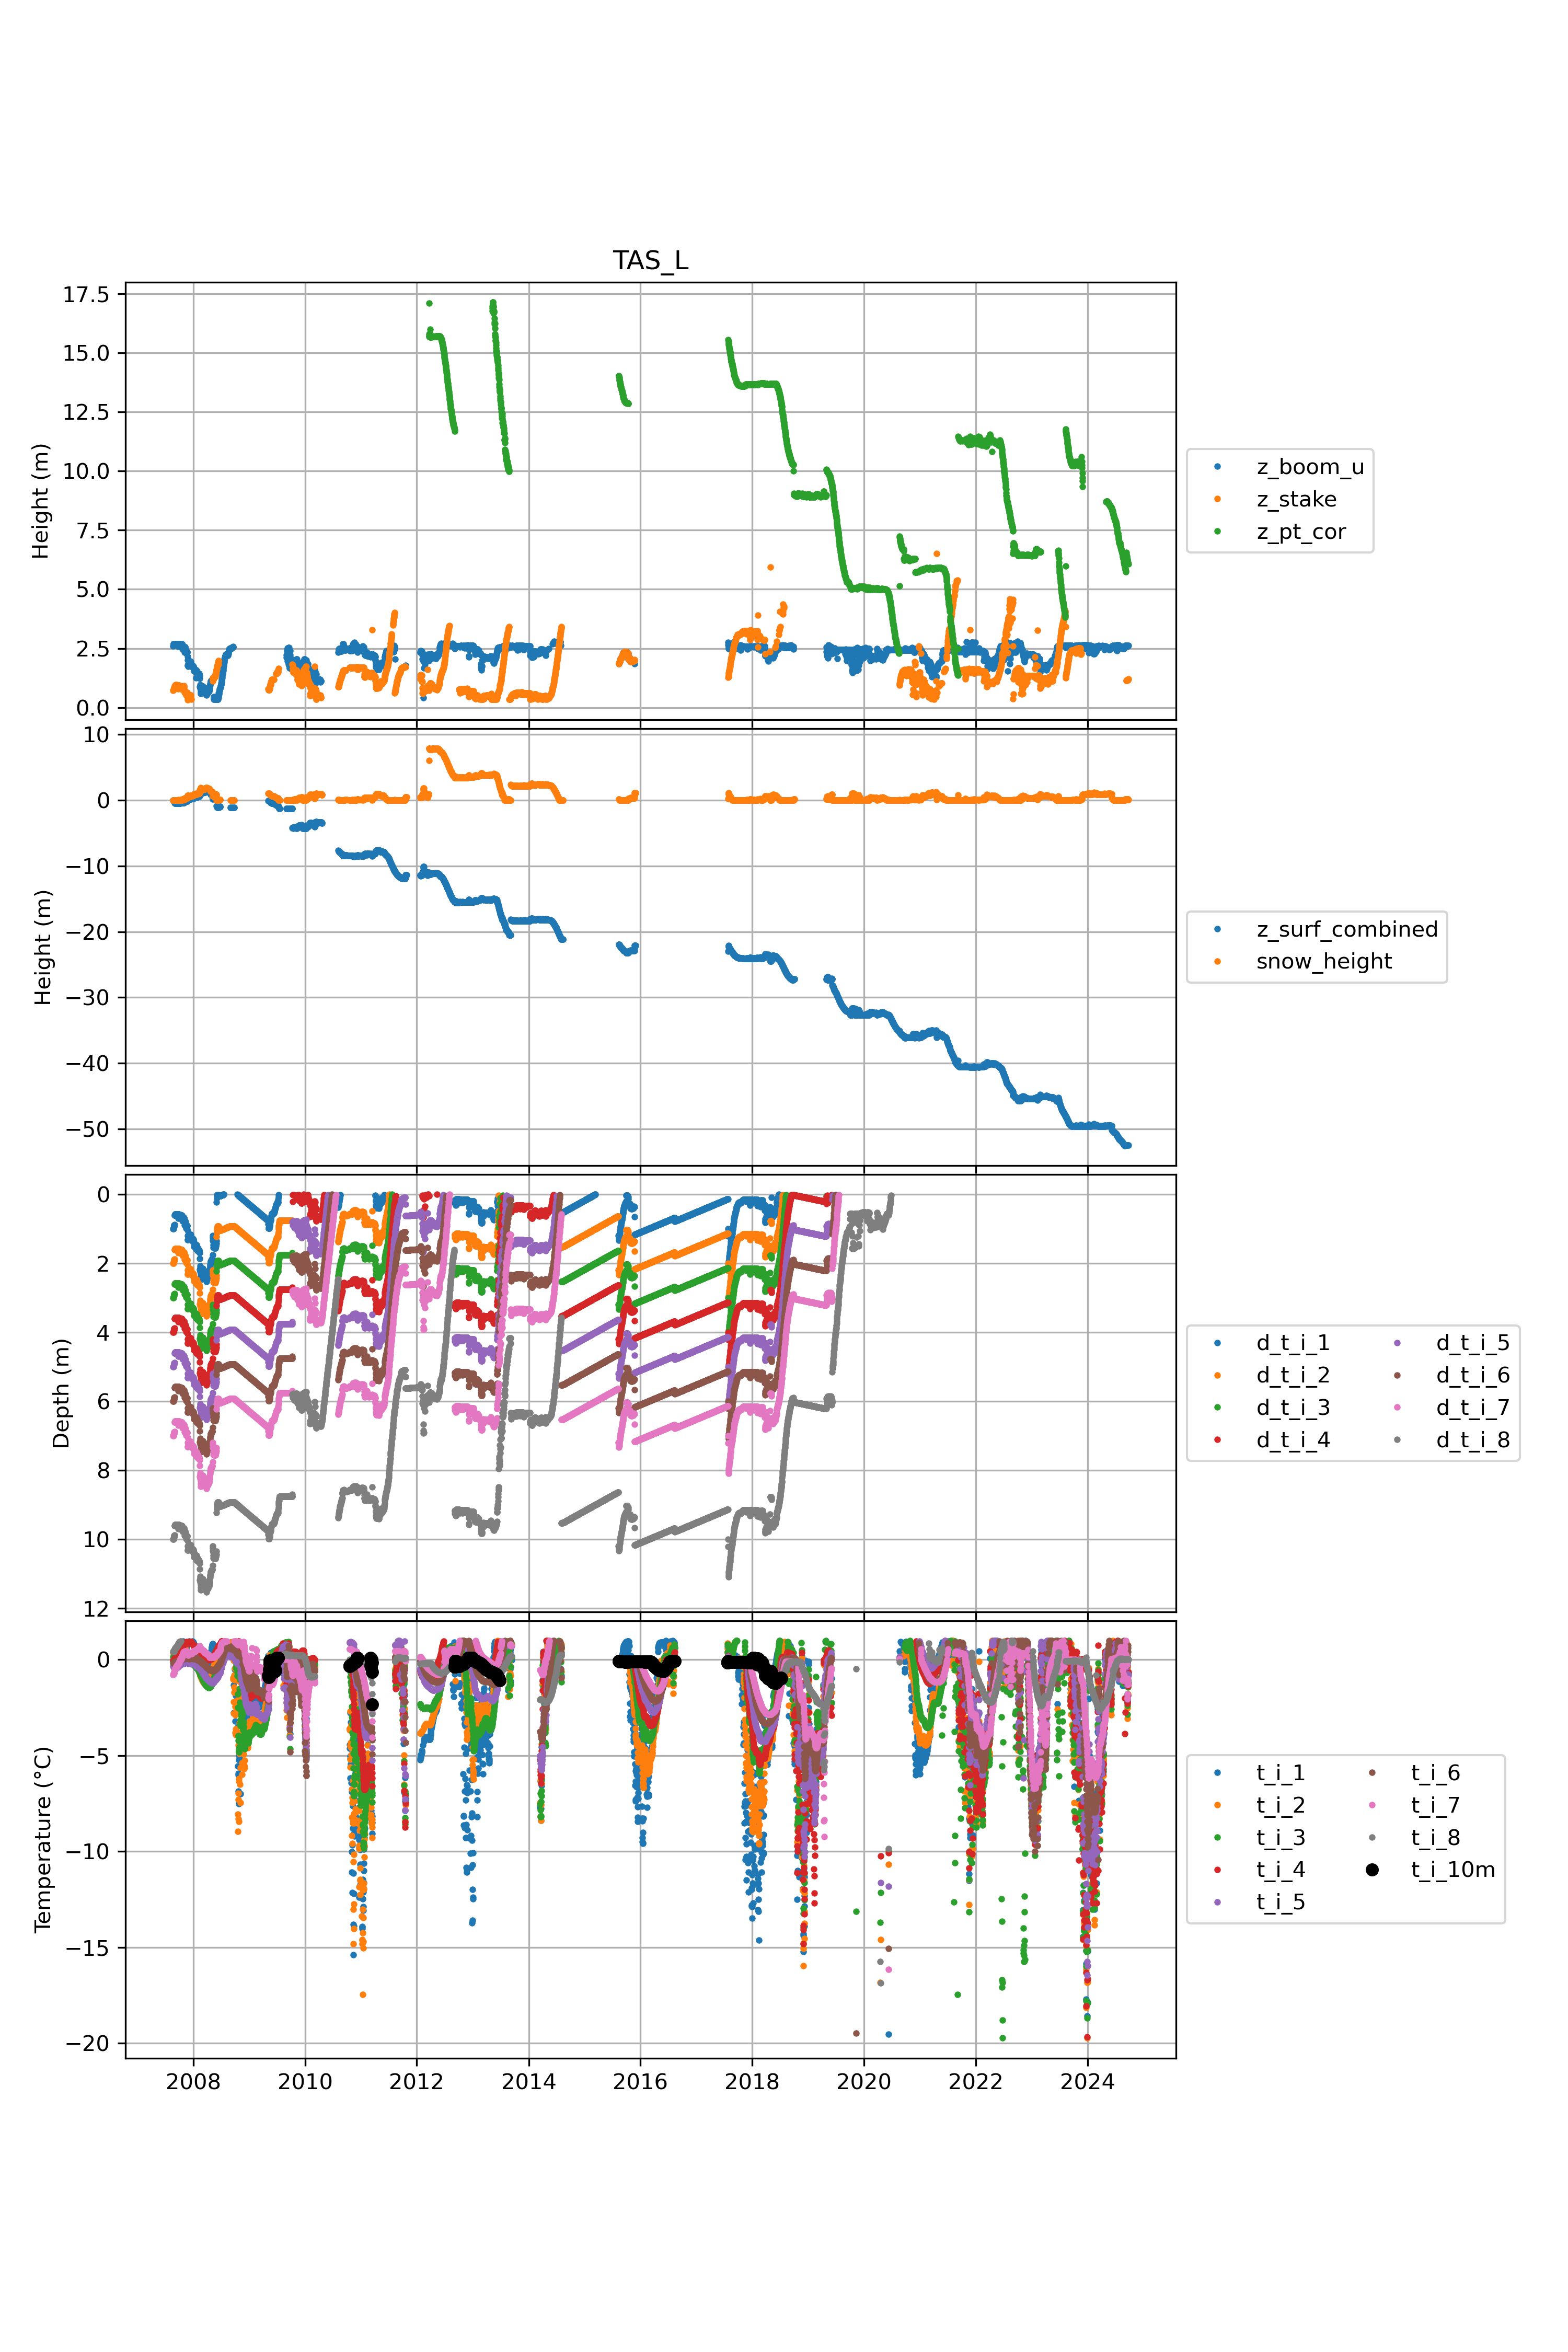 TAS_L
17.5
15.0
12.5
10.0
7.5
5.0
2.5
0.0
Height (m)
z_boom_u
z_stake
z_pt_cor
10
0
−10
−20
−30
−40
−50
Height (m)
z_surf_combined
snow_height
0
2
4
6
8
10
12
Depth (m)
d_t_i_1
d_t_i_2
d_t_i_3
d_t_i_4
d_t_i_5
d_t_i_6
d_t_i_7
d_t_i_8
0
−5
−10
−15
−20
Temperature (°C)
t_i_1
t_i_2
t_i_3
t_i_4
t_i_5
t_i_6
t_i_7
t_i_8
t_i_10m
2008 2010 2012 2014 2016 2018 2020 2022 2024